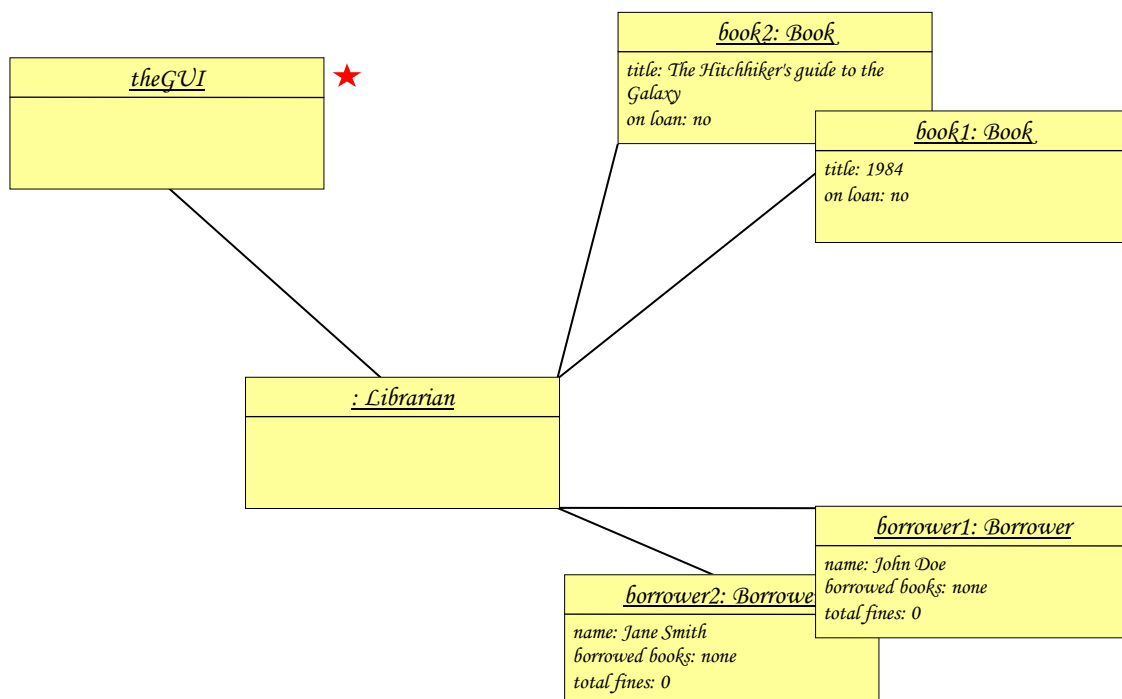 theGUI
book2: Book
title: The Hitchhiker's guide to the
Galaxy
on loan: no
book1: Book
title: 1984
on loan: no
: Librarian
borrower1: Borrower
name: John Doe
borrowed books: none
total fines: 0
borrower2: Borrowe
name: Jane Smith
borrowed books: none
total fines: 0